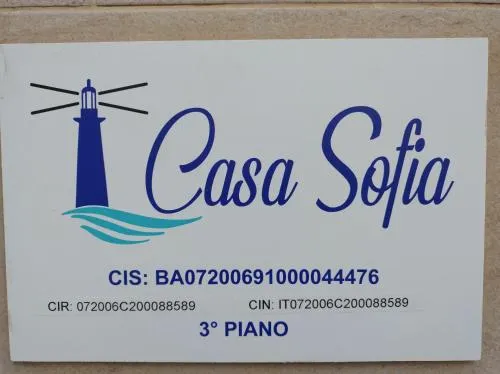 Casa Sofia
CIS: BA07200691000044476
CIR: 072006C200088589 CIN: IT072006C200088589
3° PIANO